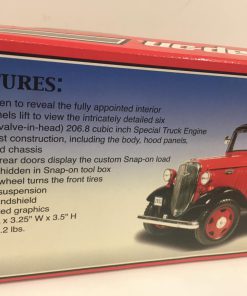 ap-on
TURES:
en to reveal the fully appointed interior
nels lift to view the intricately detailed six
valve-in-head) 206.8 cubic inch Special Truck Engine
st construction, including the body, hood panels,
d chassis
rear doors display the custom Snap-on load
hidden in Snap-on tool box
wheel turns the front tires
suspension
ndshield
ed graphics
x 3.25" W x 3.5" H
.2 lbs.